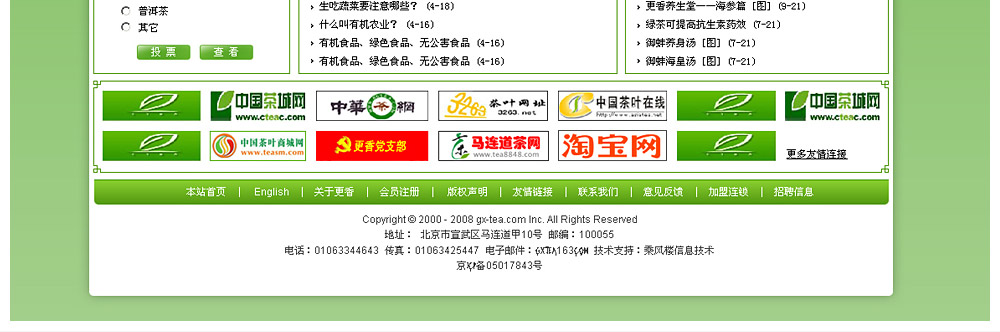 普洱茶
其它
投 票 查 看
生吃蔬菜要注意哪些？ (4-18)
什么叫有机农业？ (4-16)
有机食品、绿色食品、无公害食品 (4-16)
有机食品、绿色食品、无公害食品 (4-16)
更香养生堂一一海参篇 [图] (9-21)
绿茶可提高抗生素药效 (7-21)
御蚌养身汤 [图] (7-21)
御蚌海皇汤 [图] (7-21)
中国茶城网 www.cteac.com
中華茶網
3263 茶叶网址 3263.net
中国茶叶在线
中国茶城网 www.cteac.com
中国茶叶商城网 www.teasm.com
更香党支部
茶 马连道茶网 www.tea8848.com
淘宝网
更多友情连接
本站首页 | English | 关于更香 | 会员注册 | 版权声明 | 友情链接 | 联系我们 | 意见反馈 | 加盟连锁 | 招聘信息
Copyright © 2000 - 2008 gx-tea.com Inc. All Rights Reserved
地址： 北京市宣武区马连道甲10号 邮编：100055
电话：01063344643 传真：01063425447 电子邮件：GXTEA163COM 技术支持：乘风楼信息技术
京ICP备05017843号